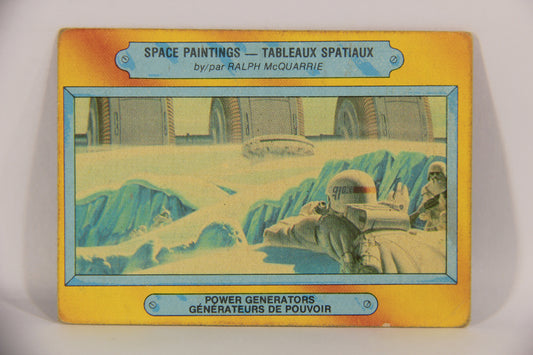 SPACE PAINTINGS — TABLEAUX SPATIAUX
by/par RALPH McQUARRIE
POWER GENERATORS
GÉNÉRATEURS DE POUVOIR